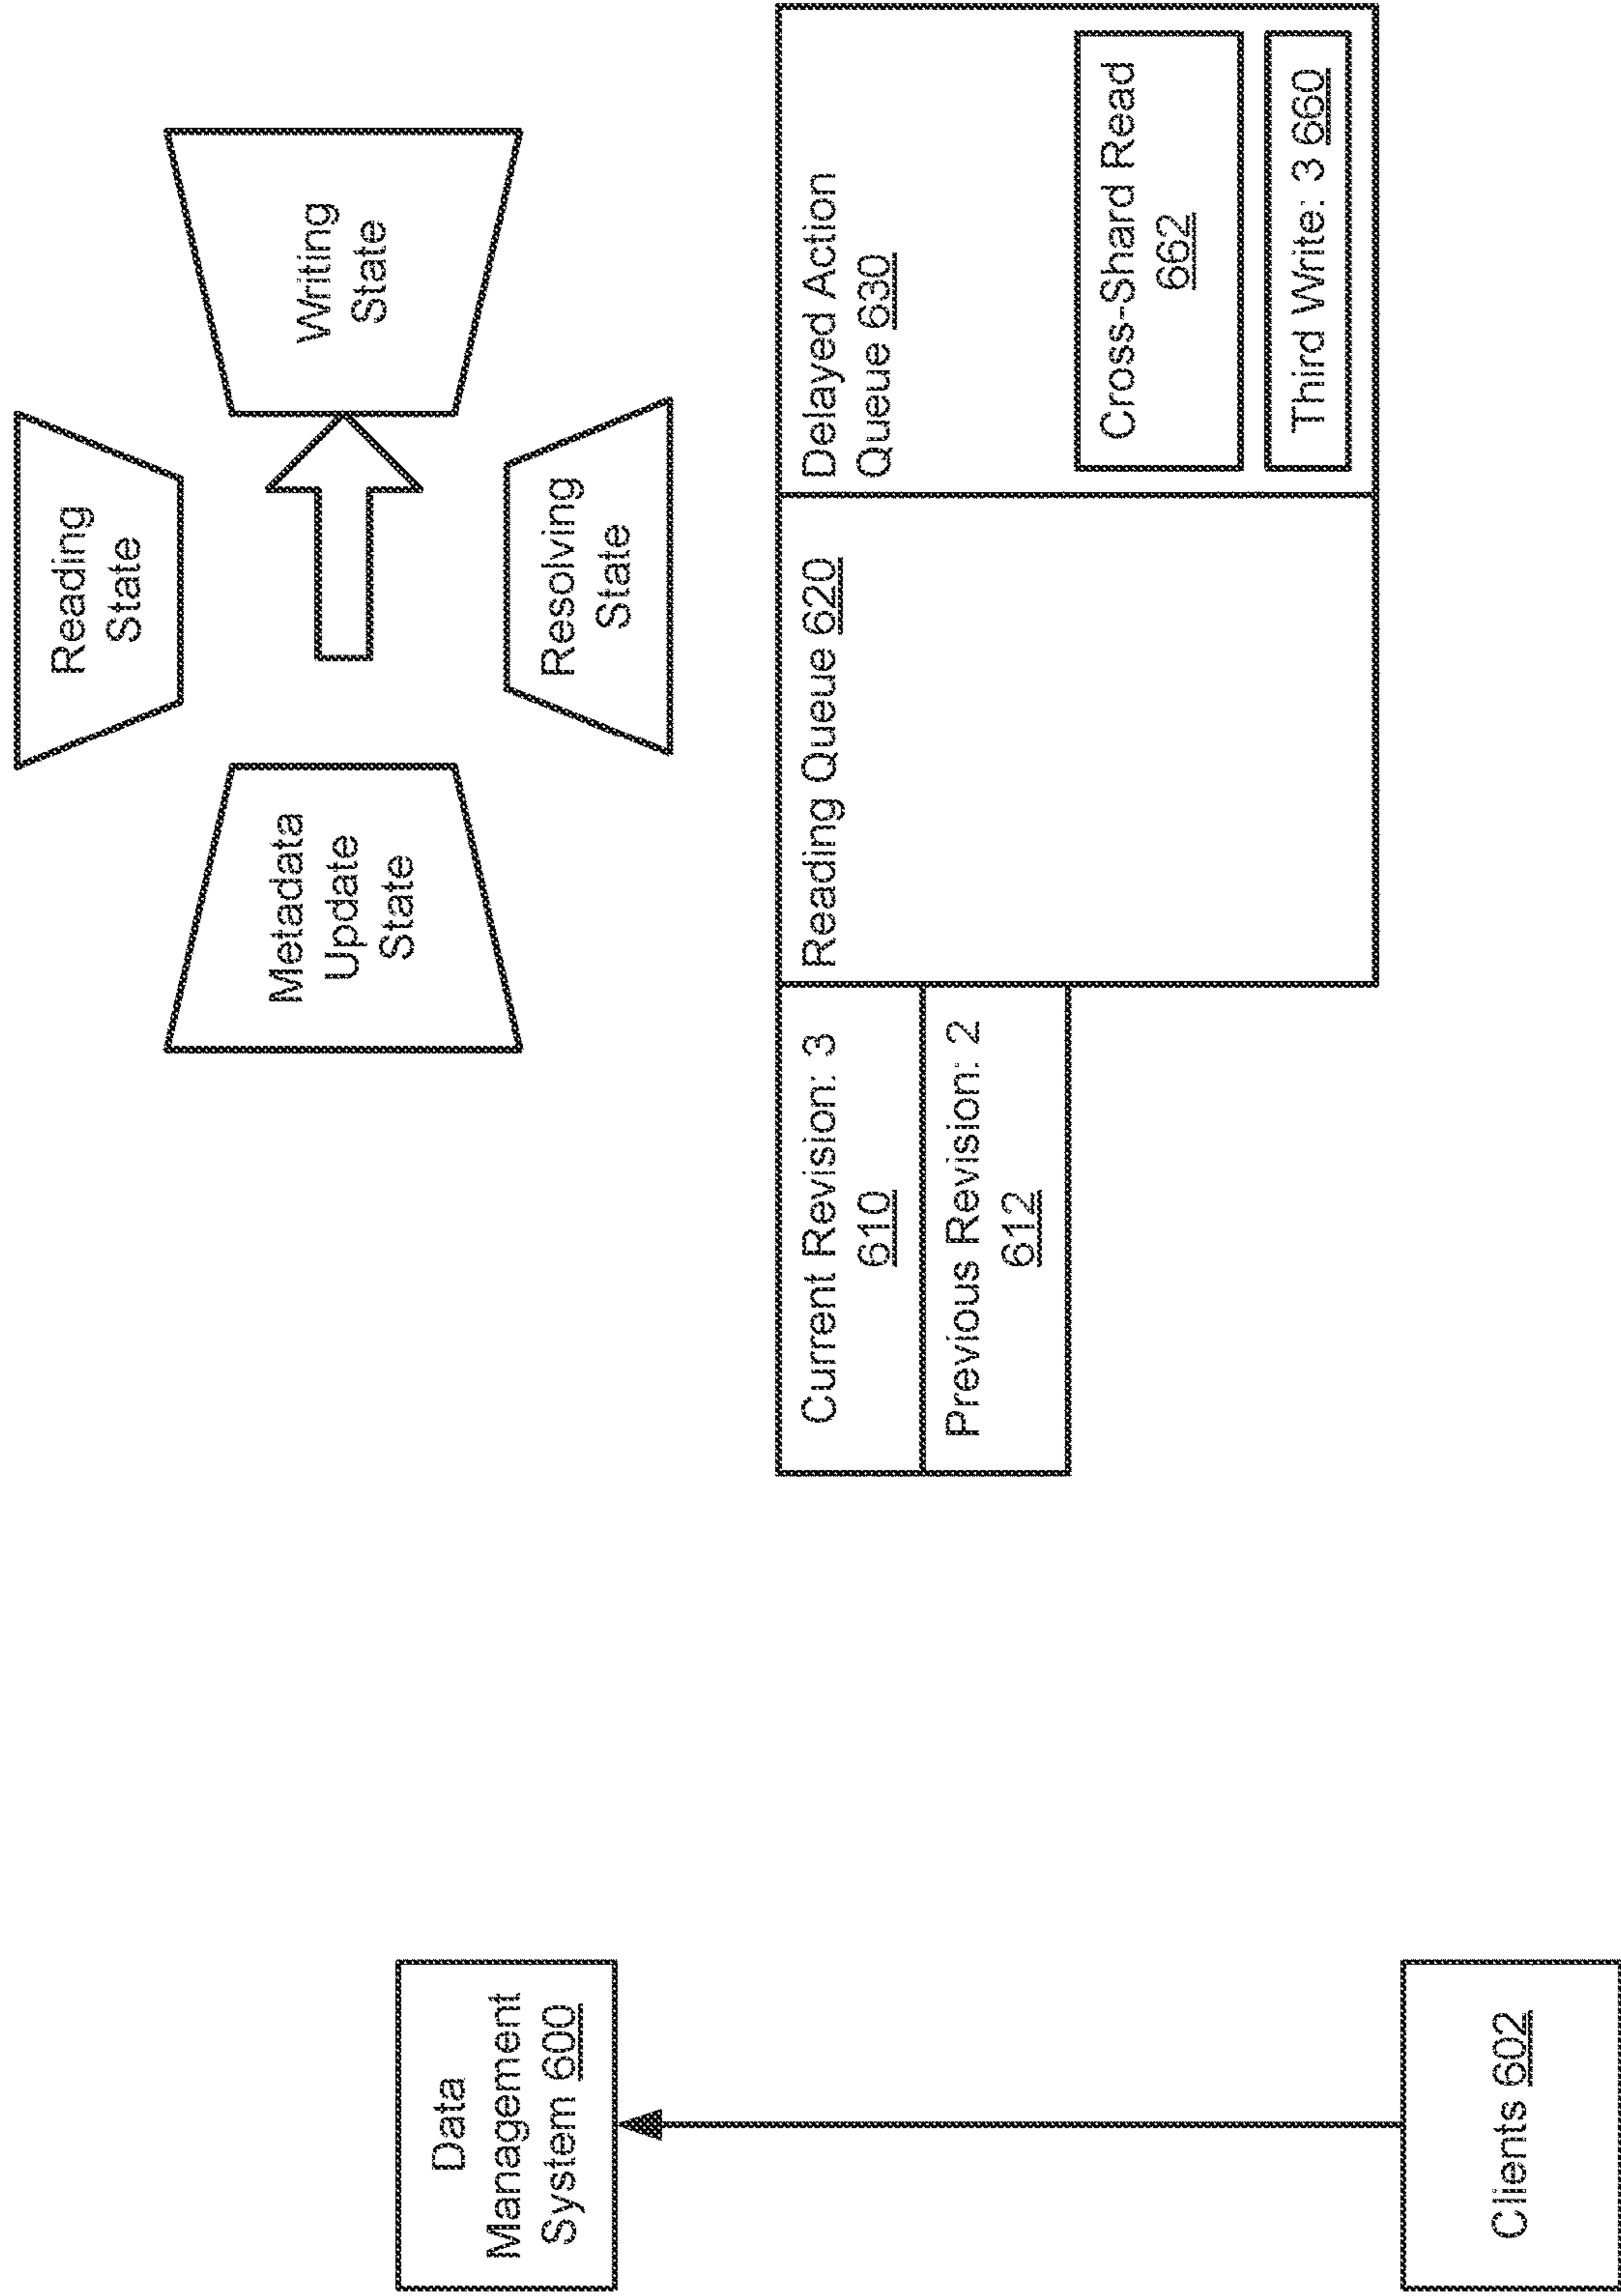 Data
Management
System 600
Clients 602
Reading
State
Metadata
Update
State
Writing
State
Resolving
State
Current Revision: 3
610
Previous Revision: 2
612
Reading Queue 620
Delayed Action
Queue 630
Cross-Shard Read
662
Third Write: 3 660